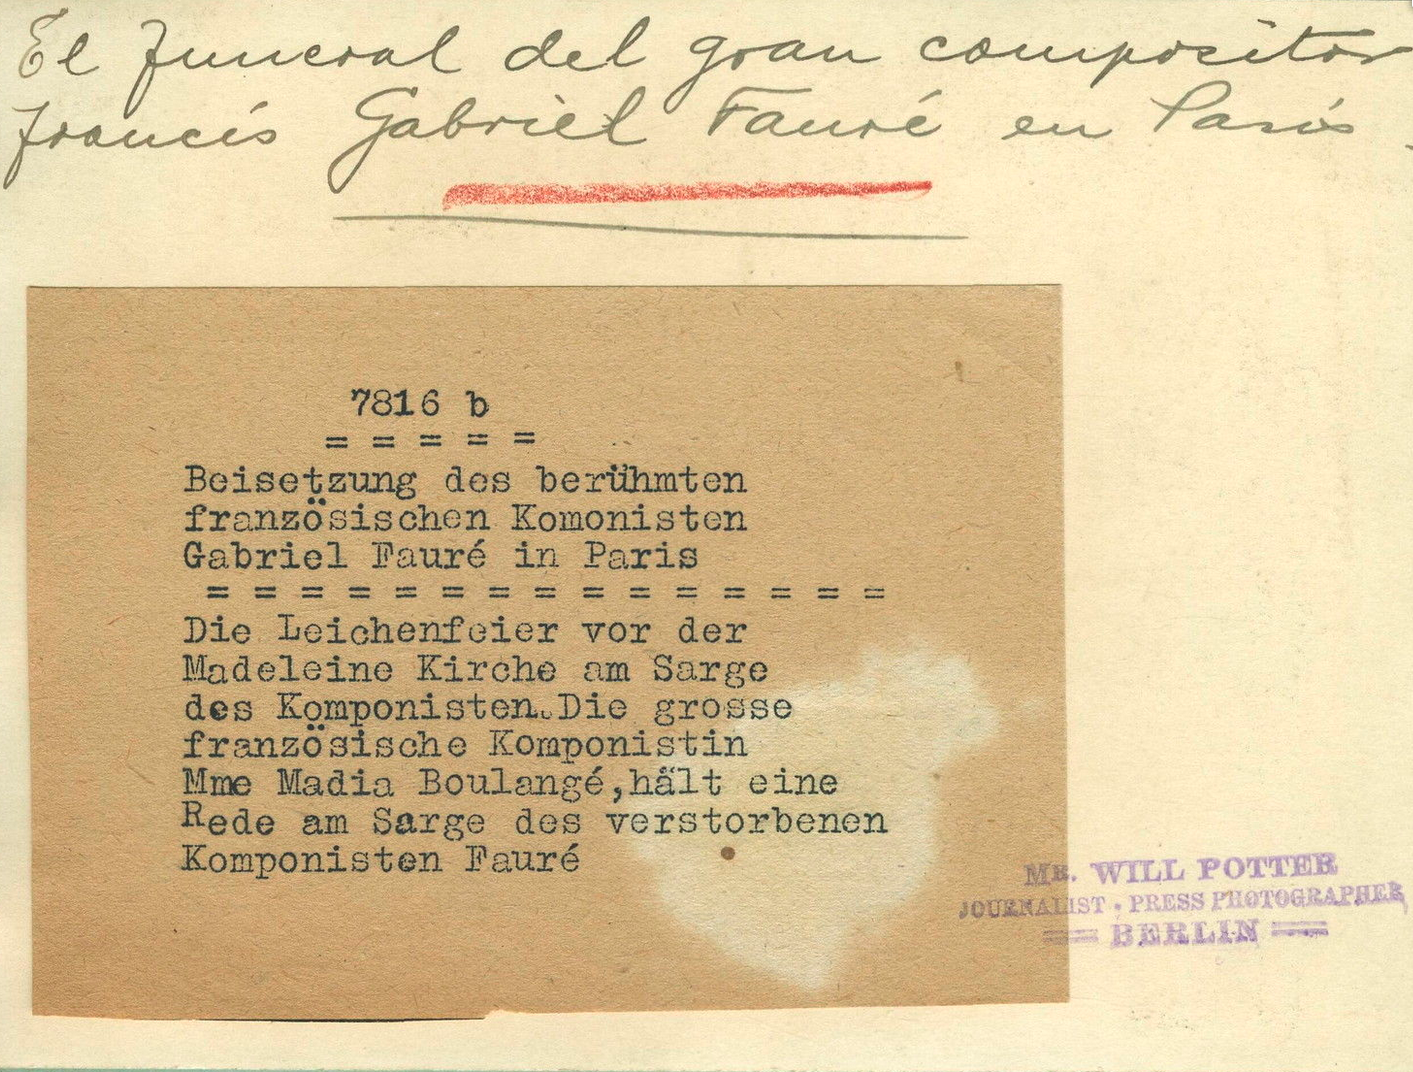 El funeral del gran compositor
francés Gabriel Fauré en París.
7816 b
= = = = =
Beisetzung des berühmten
französischen Komonisten
Gabriel Fauré in Paris
= = = = = = = = = = = = = = =
Die Leichenfeier vor der
Madeleine Kirche am Sarge
des Komponisten.Die grosse
französische Komponistin
Mme Madia Boulangé,hält eine
Rede am Sarge des verstorbenen
Komponisten Fauré
MR. WILL POTTER
JOURNALIST . PRESS PHOTOGRAPHER
BERLIN